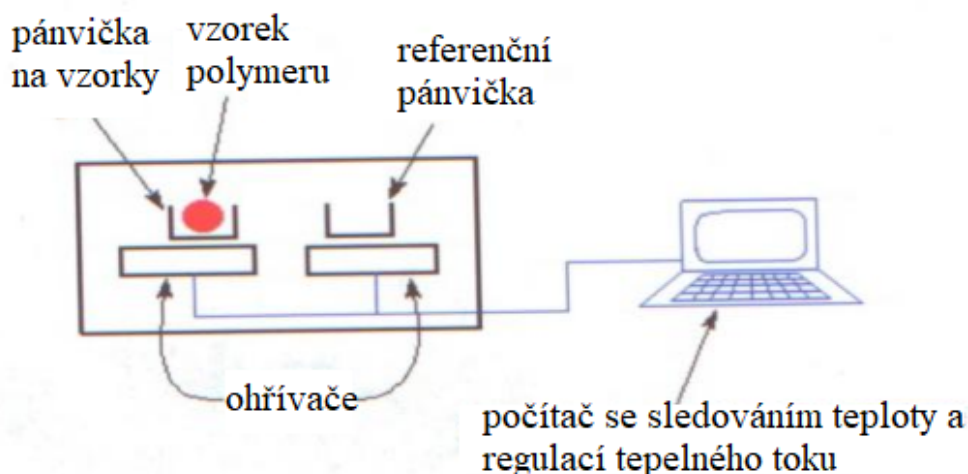 pánvička
na vzorky
vzorek
polymeru
referenční
pánvička
ohřívače
počítač se sledováním teploty a
regulací tepelného toku